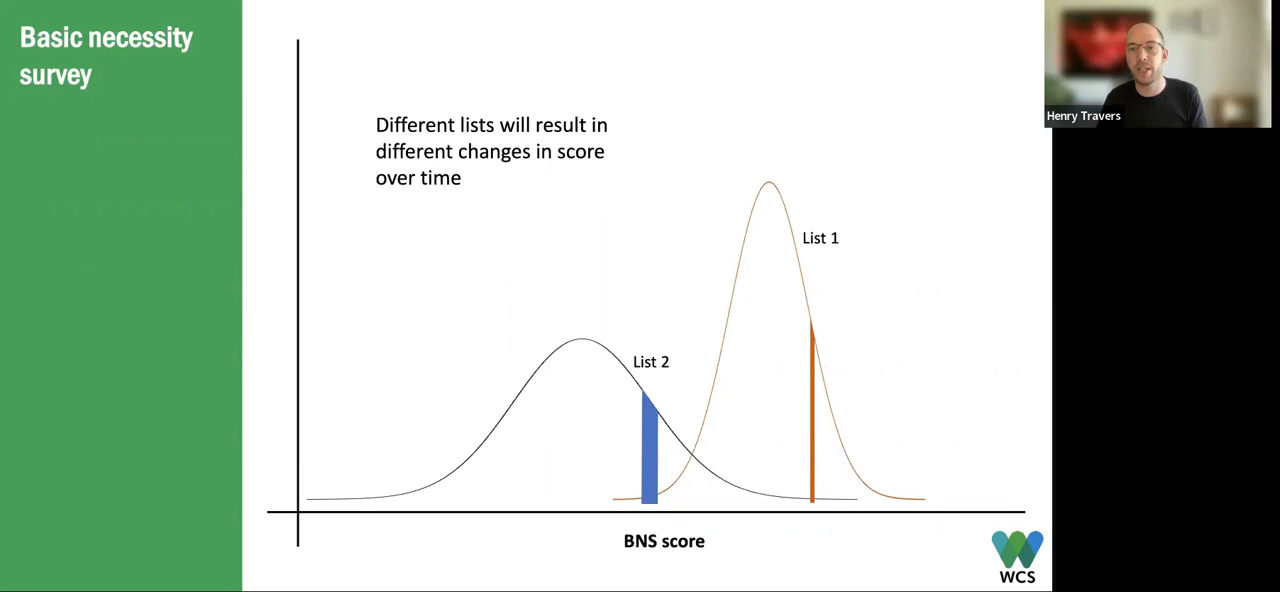 Basic necessity
survey
Different lists will result in
different changes in score
over time
List 1
List 2
BNS score
WCS
Henry Travers